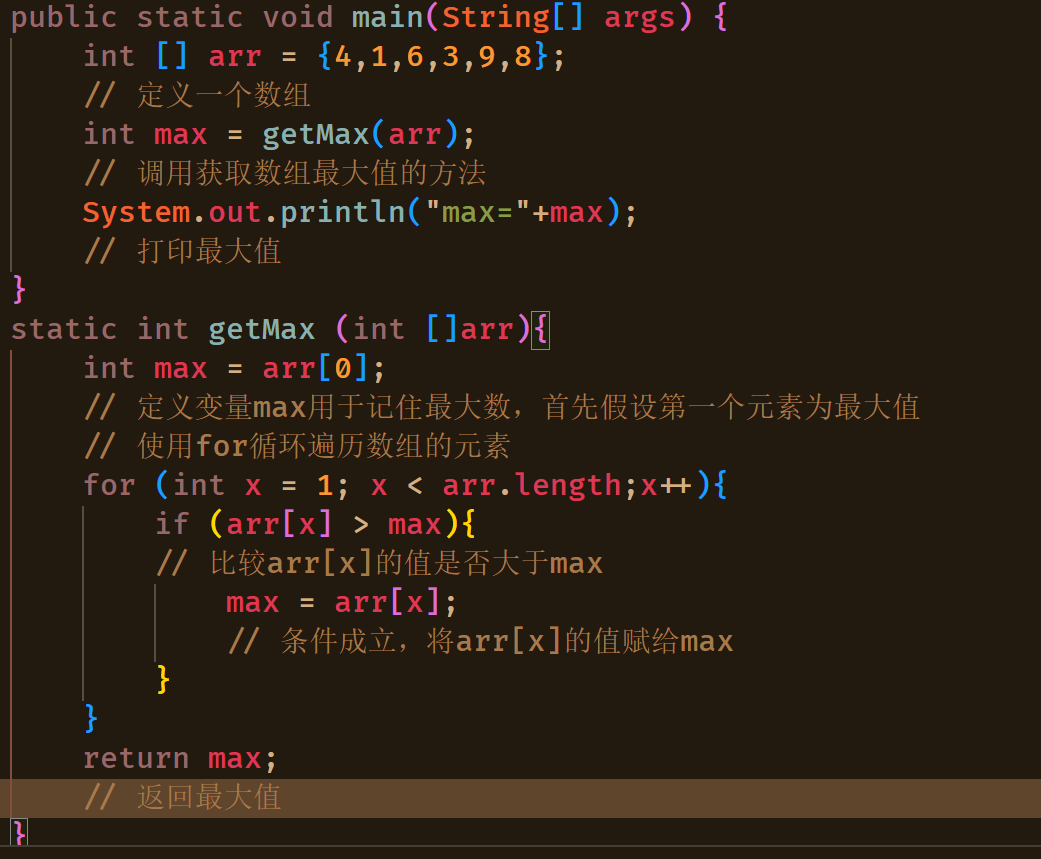 public static void main(String[] args) {
    int [] arr = {4,1,6,3,9,8};
    // 定义一个数组
    int max = getMax(arr);
    // 调用获取数组最大值的方法
    System.out.println("max="+max);
    // 打印最大值
}
static int getMax (int []arr){
    int max = arr[0];
    // 定义变量max用于记住最大数，首先假设第一个元素为最大值
    // 使用for循环遍历数组的元素
    for (int x = 1; x < arr.length;x++){
        if (arr[x] > max){
        // 比较arr[x]的值是否大于max
            max = arr[x];
            // 条件成立，将arr[x]的值赋给max
        }
    }
    return max;
    // 返回最大值
}